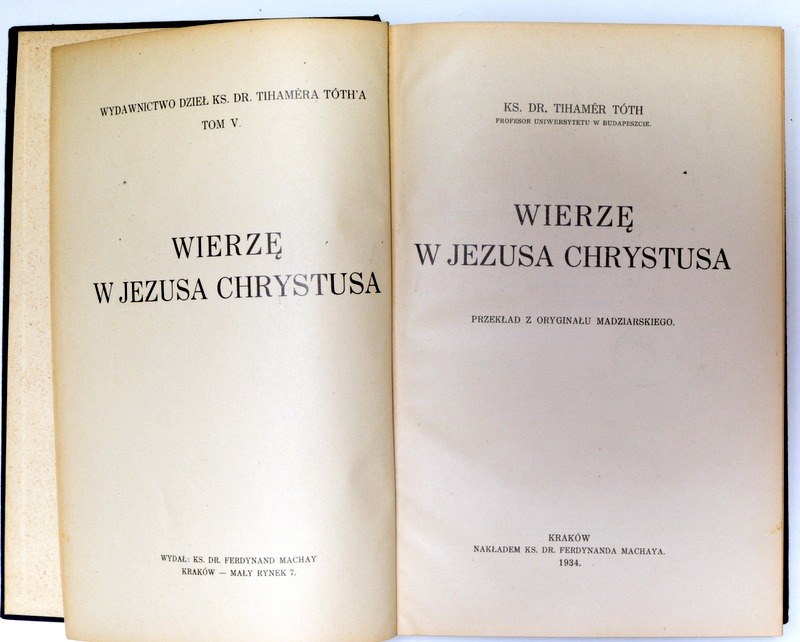 WYDAWNICTWO DZIEŁ KS. DR. TIHAMÉRA TÓTH'A
TOM V.
WIERZĘ
W JEZUSA CHRYSTUSA
WYDAŁ: KS. DR. FERDYNAND MACHAY
KRAKÓW — MAŁY RYNEK 7.
KS. DR. TIHAMÉR TÓTH
PROFESOR UNIWERSYTETU W BUDAPESZCIE.
WIERZĘ
W JEZUSA CHRYSTUSA
PRZEKŁAD Z ORYGINAŁU MADZIARSKIEGO.
KRAKÓW
NAKŁADEM KS. DR. FERDYNANDA MACHAYA.
1934.